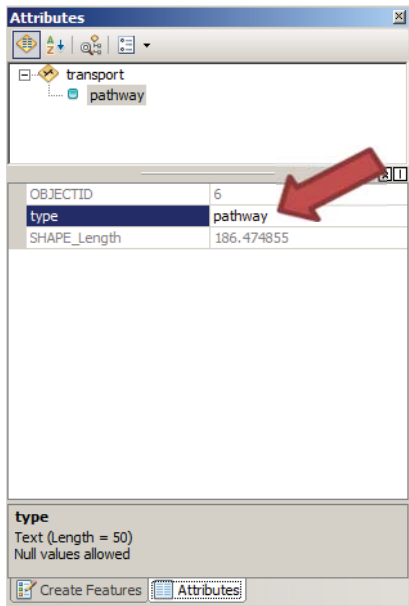 Attributes
transport
pathway
OBJECTID 6
type pathway
SHAPE_Length 186.474855
type
Text (Length = 50)
Null values allowed
Create Features Attributes